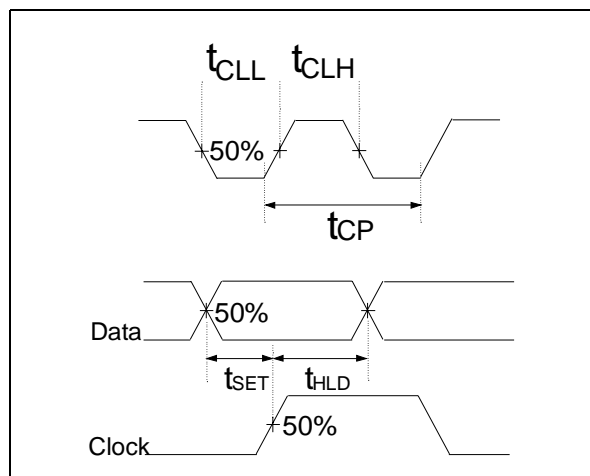 tCLL tCLH
50%
tCP
50%
Data
tSET tHLD
50%
Clock